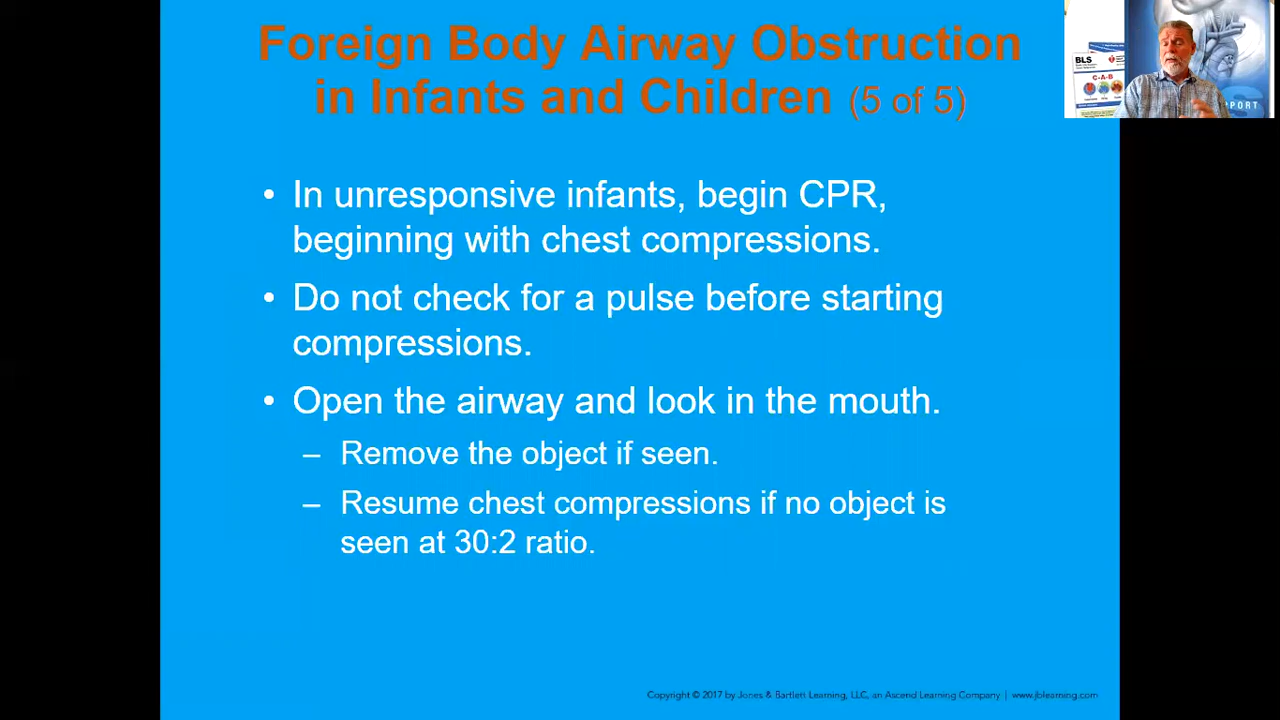 Foreign Body Airway Obstruction
in Infants and Children (5 of 5)
BLS
C-A-B
PORT
• In unresponsive infants, begin CPR,
beginning with chest compressions.
• Do not check for a pulse before starting
compressions.
• Open the airway and look in the mouth.
– Remove the object if seen.
– Resume chest compressions if no object is
seen at 30:2 ratio.
Copyright © 2017 by Jones & Bartlett Learning, LLC, an Ascend Learning Company | www.jblearning.com